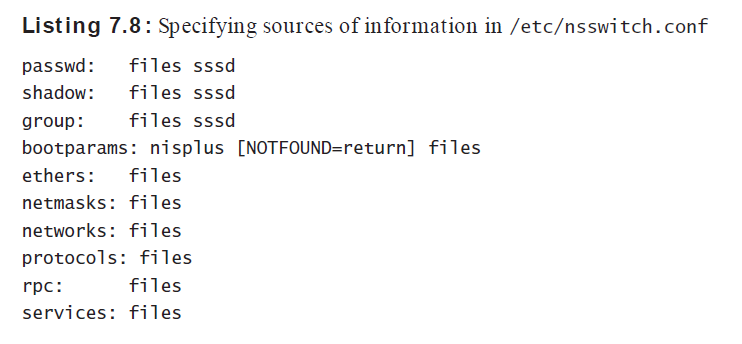 Listing 7.8: Specifying sources of information in /etc/nsswitch.conf
passwd:   files sssd
shadow:   files sssd
group:    files sssd
bootparams: nisplus [NOTFOUND=return] files
ethers:   files
netmasks: files
networks: files
protocols: files
rpc:      files
services: files